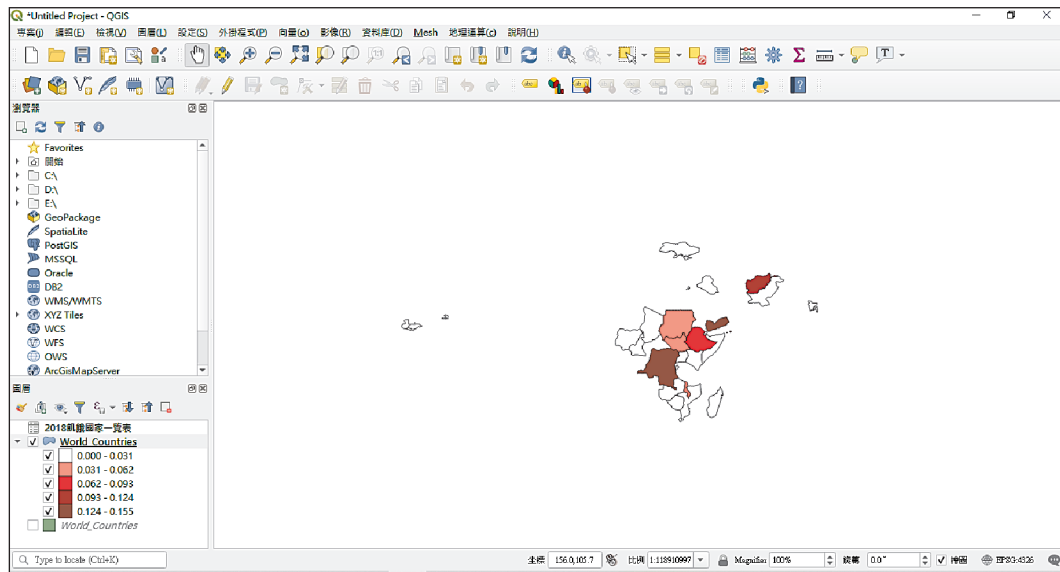 *Untitled Project - QGIS
專案(J) 編輯(E) 檢視(V) 圖層(L) 設定(S) 外掛程式(P) 向量(O) 影像(R) 資料庫(D) Mesh 地理運算(C) 說明(H)
瀏覽器
Favorites
開始
C:\
D:\
E:\
GeoPackage
SpatiaLite
PostGIS
MSSQL
Oracle
DB2
WMS/WMTS
XYZ Tiles
WCS
WFS
OWS
ArcGisMapServer
圖層
2018飢餓國家一覽表
World_Countries
0.000 - 0.031
0.031 - 0.062
0.062 - 0.093
0.093 - 0.124
0.124 - 0.155
World_Countries
Type to locate (Ctrl+K) 坐標 156.0,105.7 比例 1:118910997 Magnifier 100% 旋轉 0.0° EPSG:4326